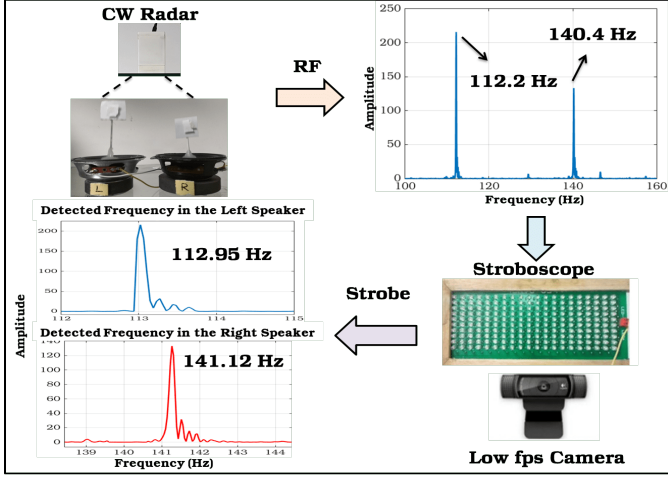 CW Radar
L
R
RF
Amplitude
250
200
150
100
50
0
112.2 Hz
140.4 Hz
100
120
140
160
Frequency (Hz)
Stroboscope
Low fps Camera
Strobe
Detected Frequency in the Left Speaker
200
150
100
50
0
112.95 Hz
112
113
114
115
Amplitude
Detected Frequency in the Right Speaker
140
120
100
80
60
40
20
0
141.12 Hz
139
140
141
142
143
144
Frequency (Hz)